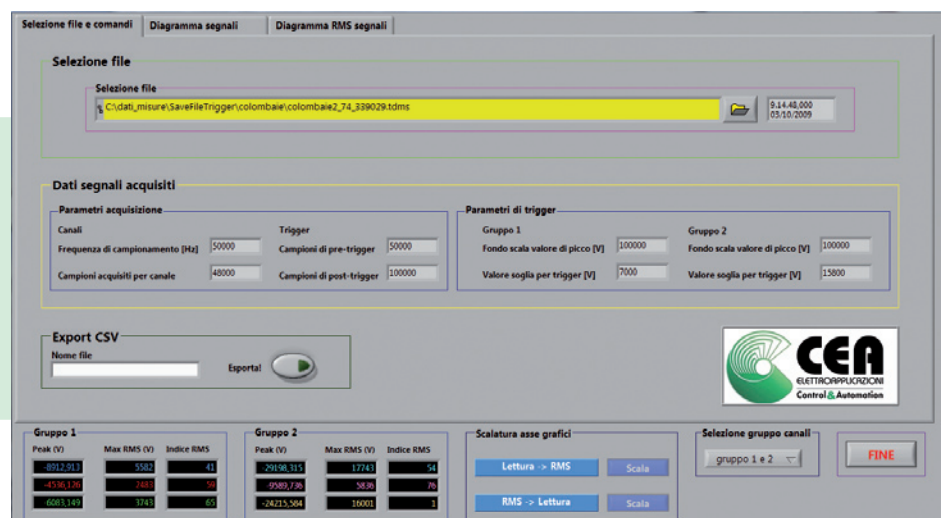 Selezione file e comandi Diagramma segnali Diagramma RMS segnali
Selezione file
Selezione file
C:\dati_misure\SaveFileTrigger\colombaie\colombaie2_74_339029.tdms
9.14.48,000
03/10/2009
Dati segnali acquisiti
Parametri acquisizione
Canali Trigger
Frequenza di campionamento [Hz] 50000 Campioni di pre-trigger 50000
Campioni acquisiti per canale 48000 Campioni di post-trigger 100000
Parametri di trigger
Gruppo 1 Gruppo 2
Fondo scala valore di picco [V] 100000 Fondo scala valore di picco [V] 100000
Valore soglia per trigger [V] 7000 Valore soglia per trigger [V] 15800
Export CSV
Nome file
Esporta!
CEA
ELETTROAPPLICAZIONI
Control & Automation
Gruppo 1
Peak (V) Max RMS (V) Indice RMS
-8912,913 5582 41
-4536,126 2483 59
-6083,149 3743 65
Gruppo 2
Peak (V) Max RMS (V) Indice RMS
-29198,315 17743 54
-9589,736 5836 76
-24215,584 16001 1
Scalatura asse grafici
Lettura -> RMS Scala
RMS -> Lettura Scala
Selezione gruppo canali
gruppo 1 e 2
FINE